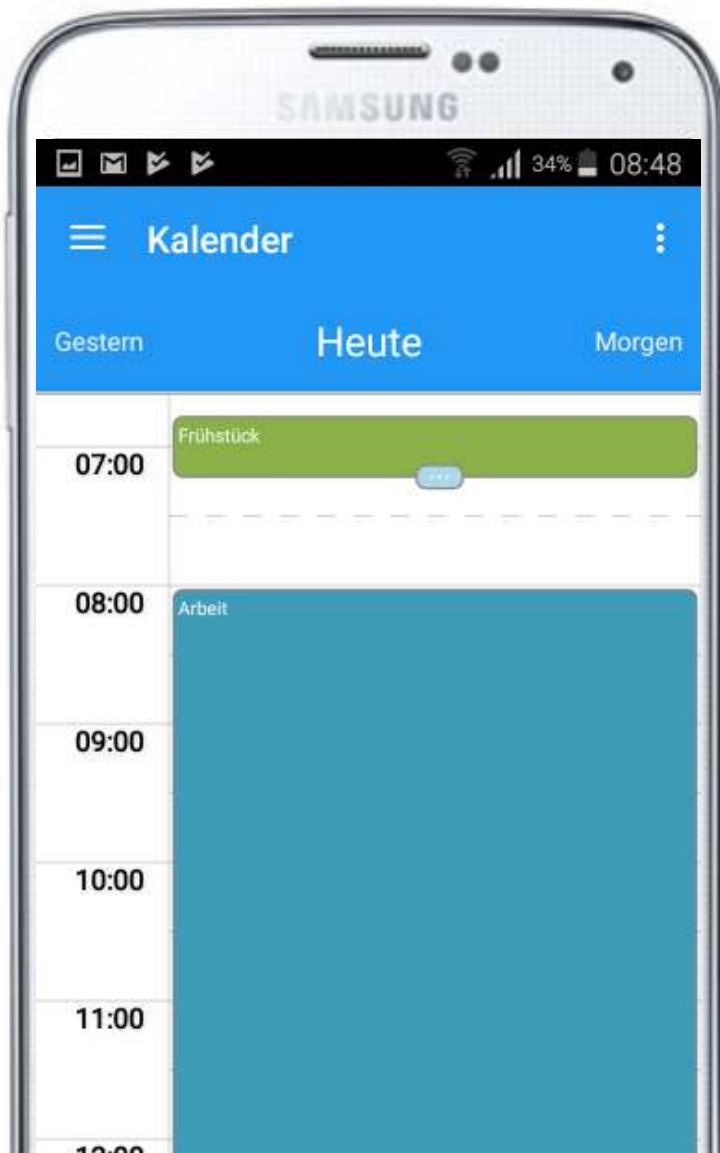 SAMSUNG
34% 08:48
Kalender
Gestern Heute Morgen
Frühstück
07:00
08:00 Arbeit
09:00
10:00
11:00